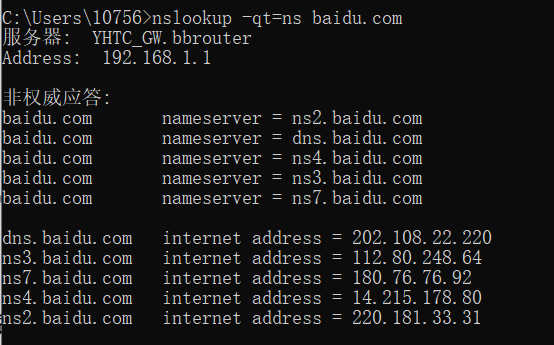 C:\Users\10756>nslookup -qt=ns baidu.com
服务器:  YHTC_GW.bbrouter
Address:  192.168.1.1
非权威应答:
baidu.com       nameserver = ns2.baidu.com
baidu.com       nameserver = dns.baidu.com
baidu.com       nameserver = ns4.baidu.com
baidu.com       nameserver = ns3.baidu.com
baidu.com       nameserver = ns7.baidu.com
dns.baidu.com   internet address = 202.108.22.220
ns3.baidu.com   internet address = 112.80.248.64
ns7.baidu.com   internet address = 180.76.76.92
ns4.baidu.com   internet address = 14.215.178.80
ns2.baidu.com   internet address = 220.181.33.31